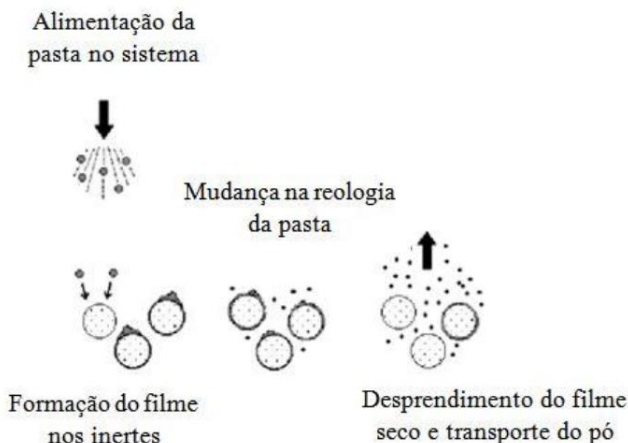 Alimentação da
pasta no sistema
Mudança na reologia
da pasta
Formação do filme
nos inertes
Desprendimento do filme
seco e transporte do pó